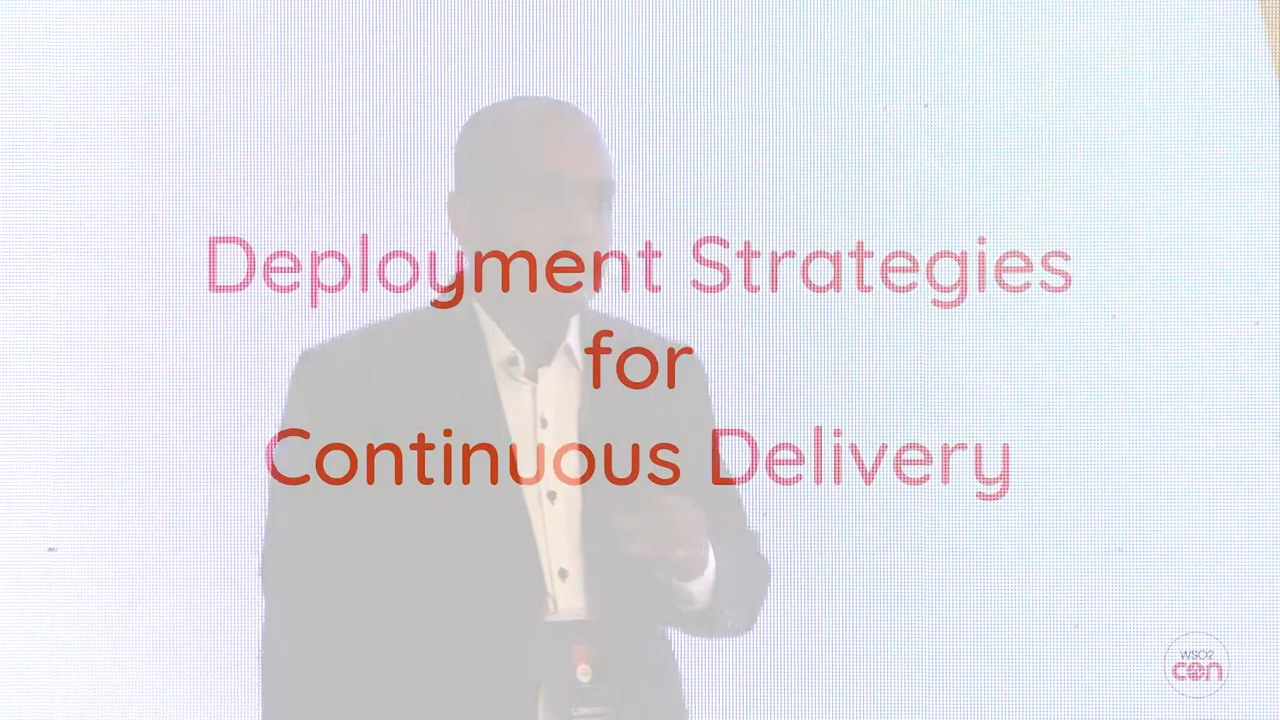 Deployment Strategies
for
Continuous Delivery
WSO2
con